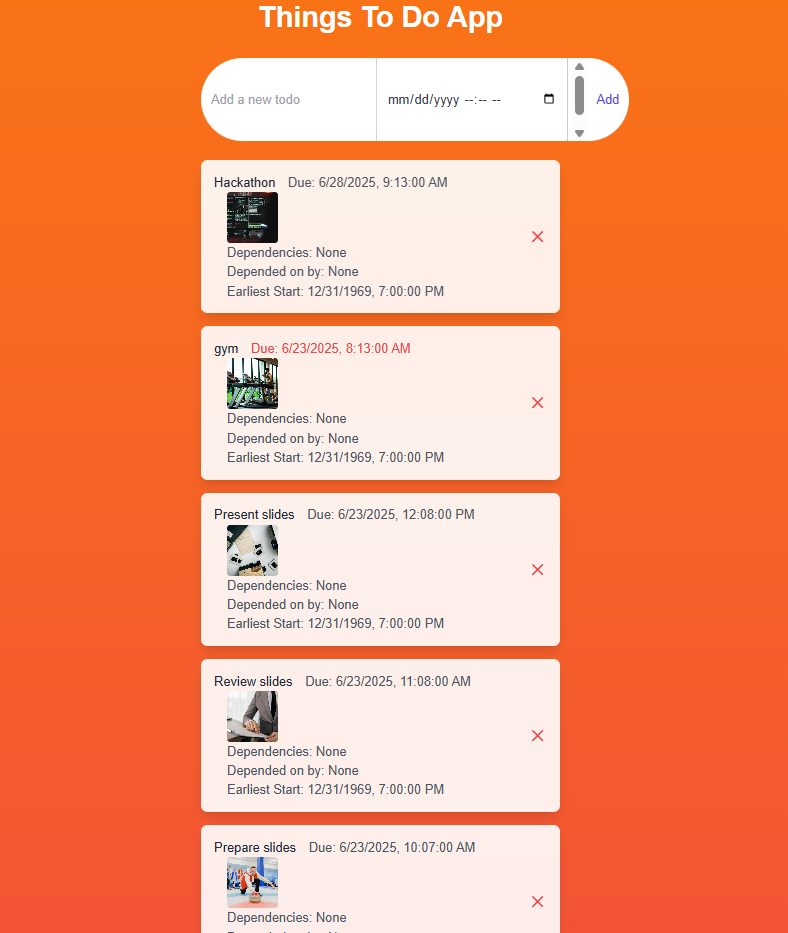 Things To Do App
Add a new todo
mm/dd/yyyy --:-- --
Add
Hackathon Due: 6/28/2025, 9:13:00 AM
Dependencies: None
Depended on by: None
Earliest Start: 12/31/1969, 7:00:00 PM
gym Due: 6/23/2025, 8:13:00 AM
Dependencies: None
Depended on by: None
Earliest Start: 12/31/1969, 7:00:00 PM
Present slides Due: 6/23/2025, 12:08:00 PM
Dependencies: None
Depended on by: None
Earliest Start: 12/31/1969, 7:00:00 PM
Review slides Due: 6/23/2025, 11:08:00 AM
Dependencies: None
Depended on by: None
Earliest Start: 12/31/1969, 7:00:00 PM
Prepare slides Due: 6/23/2025, 10:07:00 AM
Dependencies: None